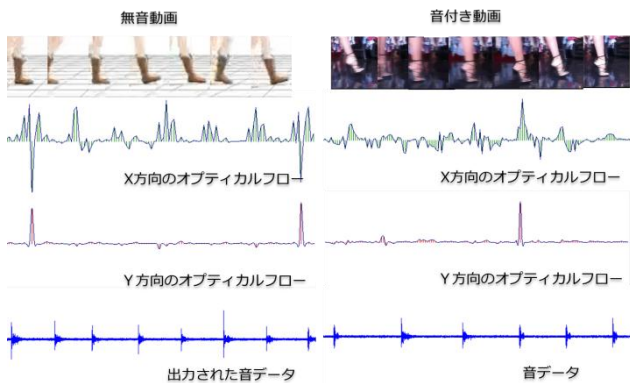 無音動画
音付き動画
X方向のオプティカルフロー
X方向のオプティカルフロー
Y方向のオプティカルフロー
Y方向のオプティカルフロー
出力された音データ
音データ